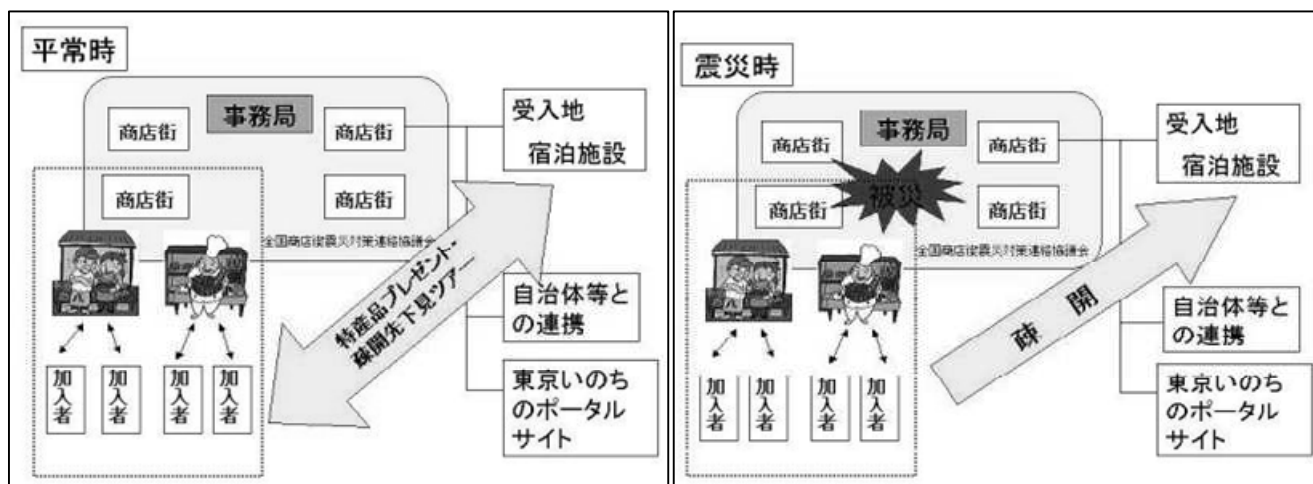 平常時
事務局
商店街
商店街
商店街
商店街
全国商店街震災対策連絡協議会
受入地
宿泊施設
特産品プレゼント・
疎開先下見ツアー
自治体等と
の連携
東京いのち
のポータル
サイト
加入者
加入者
加入者
加入者
震災時
事務局
商店街
商店街
商店街
商店街
被災
全国商店街震災対策連絡協議会
受入地
宿泊施設
疎開
自治体等と
の連携
東京いのち
のポータル
サイト
加入者
加入者
加入者
加入者